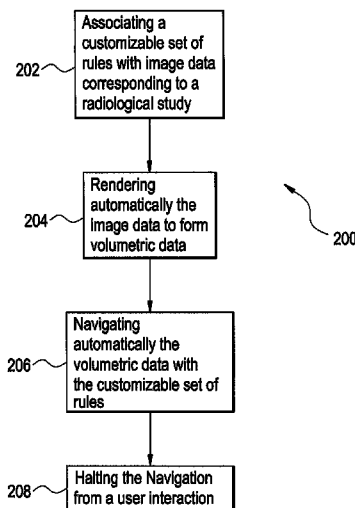 202
Associating a
customizable set of
rules with image data
corresponding to a
radiological study
204
Rendering
automatically the
image data to form
volumetric data
200
206
Navigating
automatically the
volumetric data with
the customizable set of
rules
208
Halting the Navigation
from a user interaction